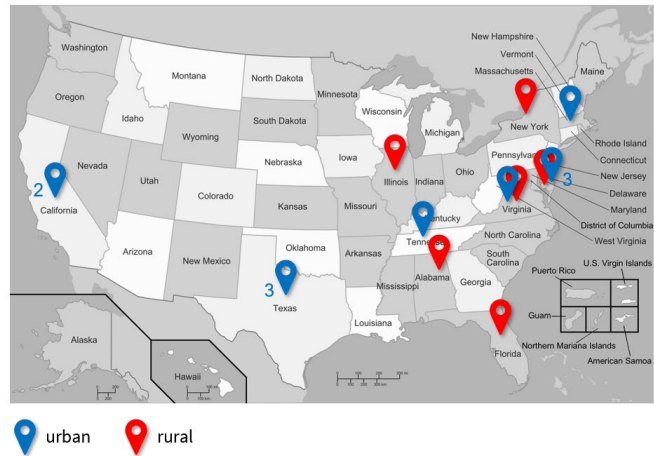 New Hampshire
Vermont
Massachusetts
Washington
Maine
Montana
North Dakota
Minnesota
Oregon
Wisconsin
Idaho
South Dakota
Michigan
New York
Wyoming
Rhode Island
Iowa
Pennsylvan
Connecticut
Nebraska
Nevada
New Jersey
3
Utah
Illinois
Indiana
Ohio
2
Colorado
Delaware
California
Kansas
Missouri
Virginia
Maryland
Kentucky
District of Columbia
Oklahoma
Tennes
North Carolina
West Virginia
Arizona
New Mexico
Arkansas
South
Carolina
U.S. Virgin Islands
Alabama
Puerto Rico
3
Mississippi
Georgia
Texas
Guam
Louisiana
Alaska
Northern Mariana Islands
Florida
American Samoa
Hawaii
urban
rural